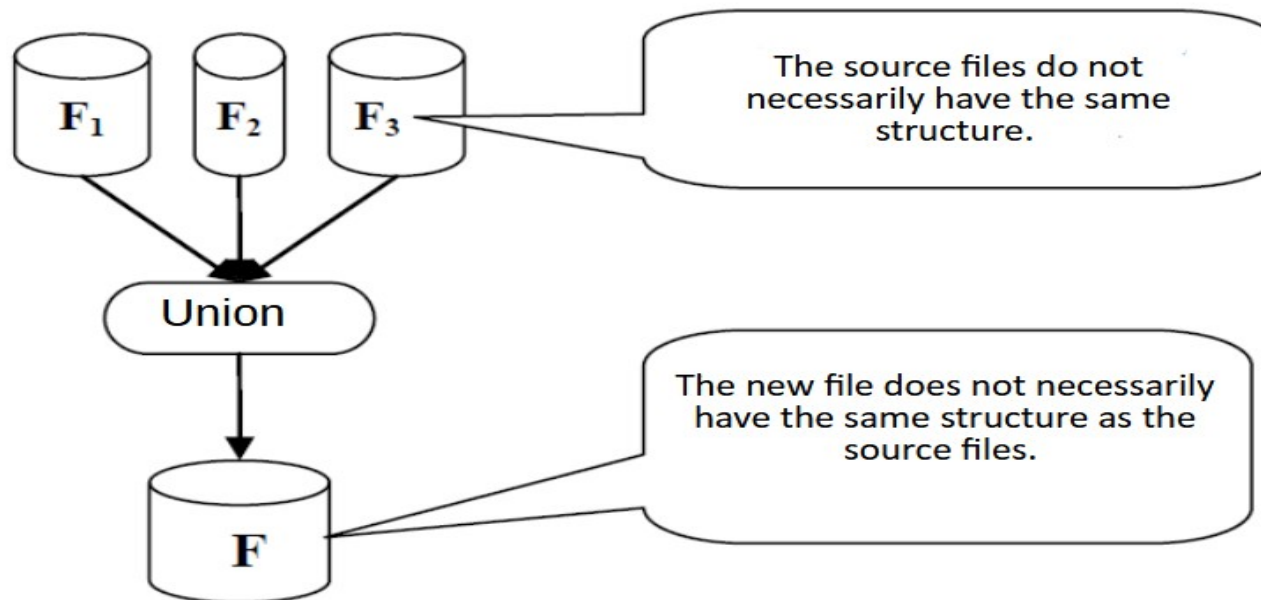 F₁
F₂
F₃
The source files do not
necessarily have the same
structure.
Union
The new file does not necessarily
have the same structure as the
source files.
F